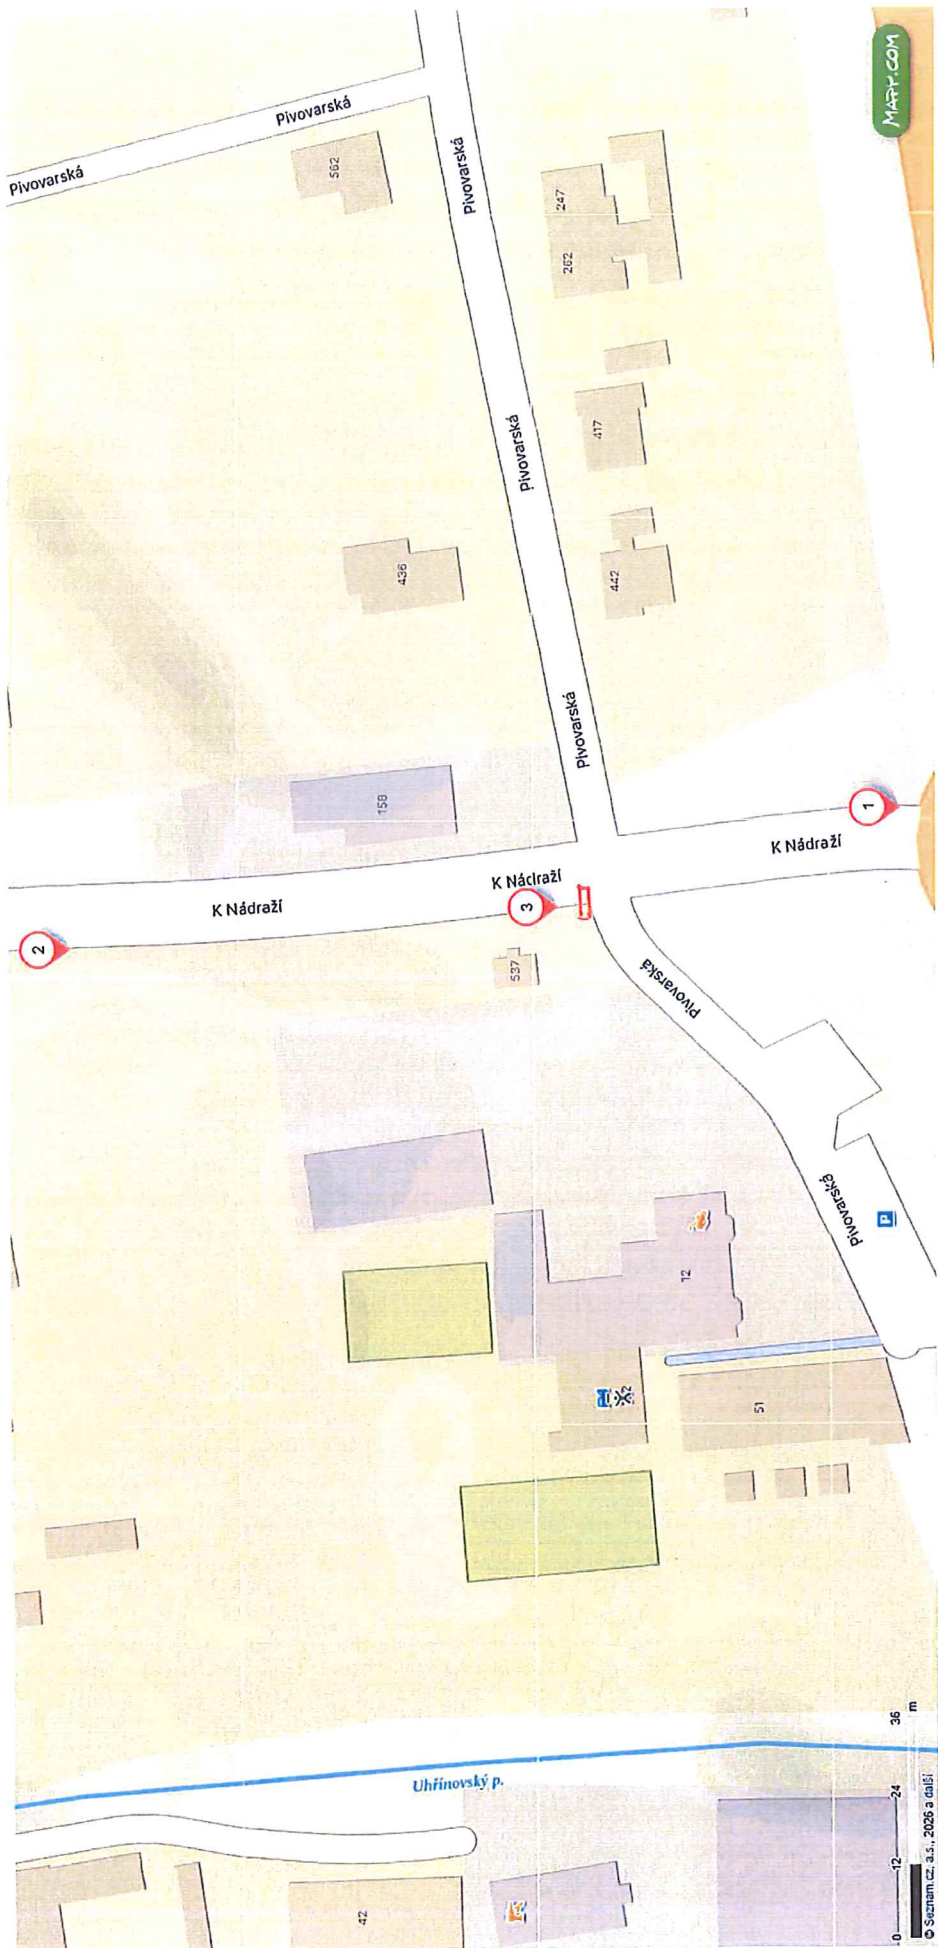 MAPY.COM
Pivovarská
Pivovarská
562
Pivovarská
247
262
417
Pivovarská
436
442
Pivovarská
158
1
K Nádraží
K Nádraží
K Nádraží
2
3
537
Pivovarská
Pivovarská
P
12
51
Uhřínovský p.
42
0 12 24 36 m
© Seznam.cz, a.s., 2026 a další